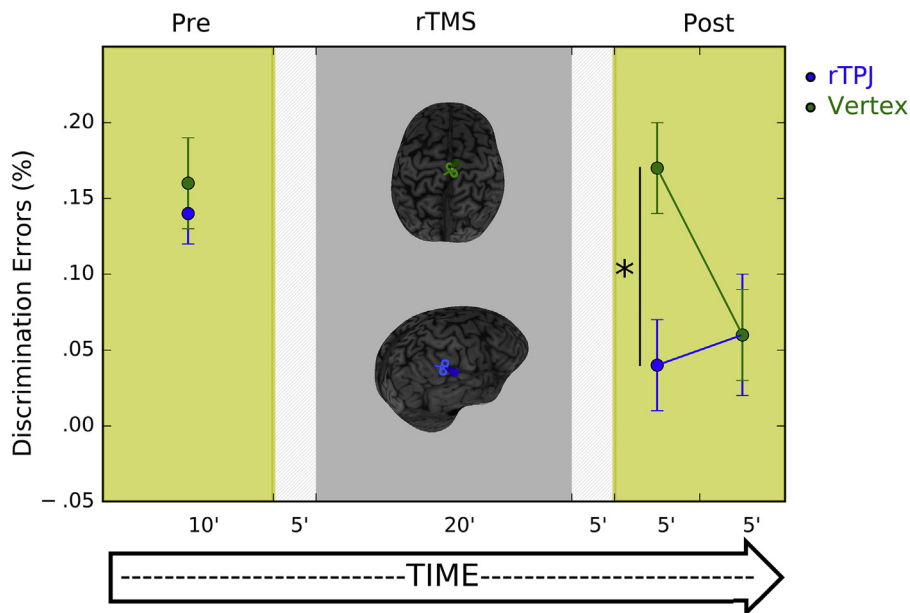 Pre rTMS Post
rTPJ
Vertex
Discrimination Errors (%)
.20
.15
.10
.05
.00
− .05
*
10' 5' 20' 5' 5' 5'
TIME